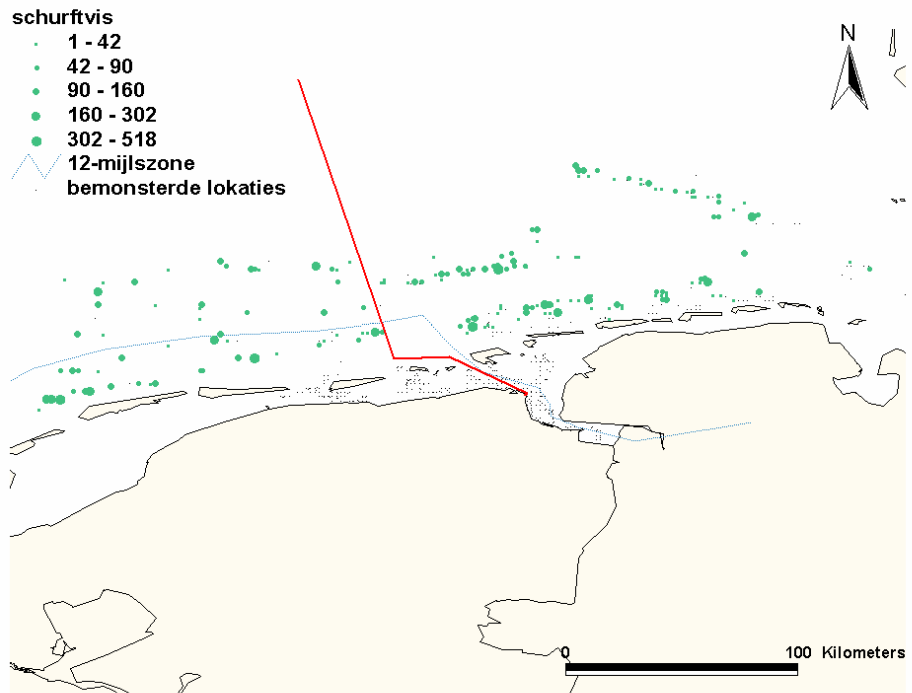 schurftvis
1 - 42
42 - 90
90 - 160
160 - 302
302 - 518
12-mijlszone
bemonsterde lokaties
N
0 100 Kilometers